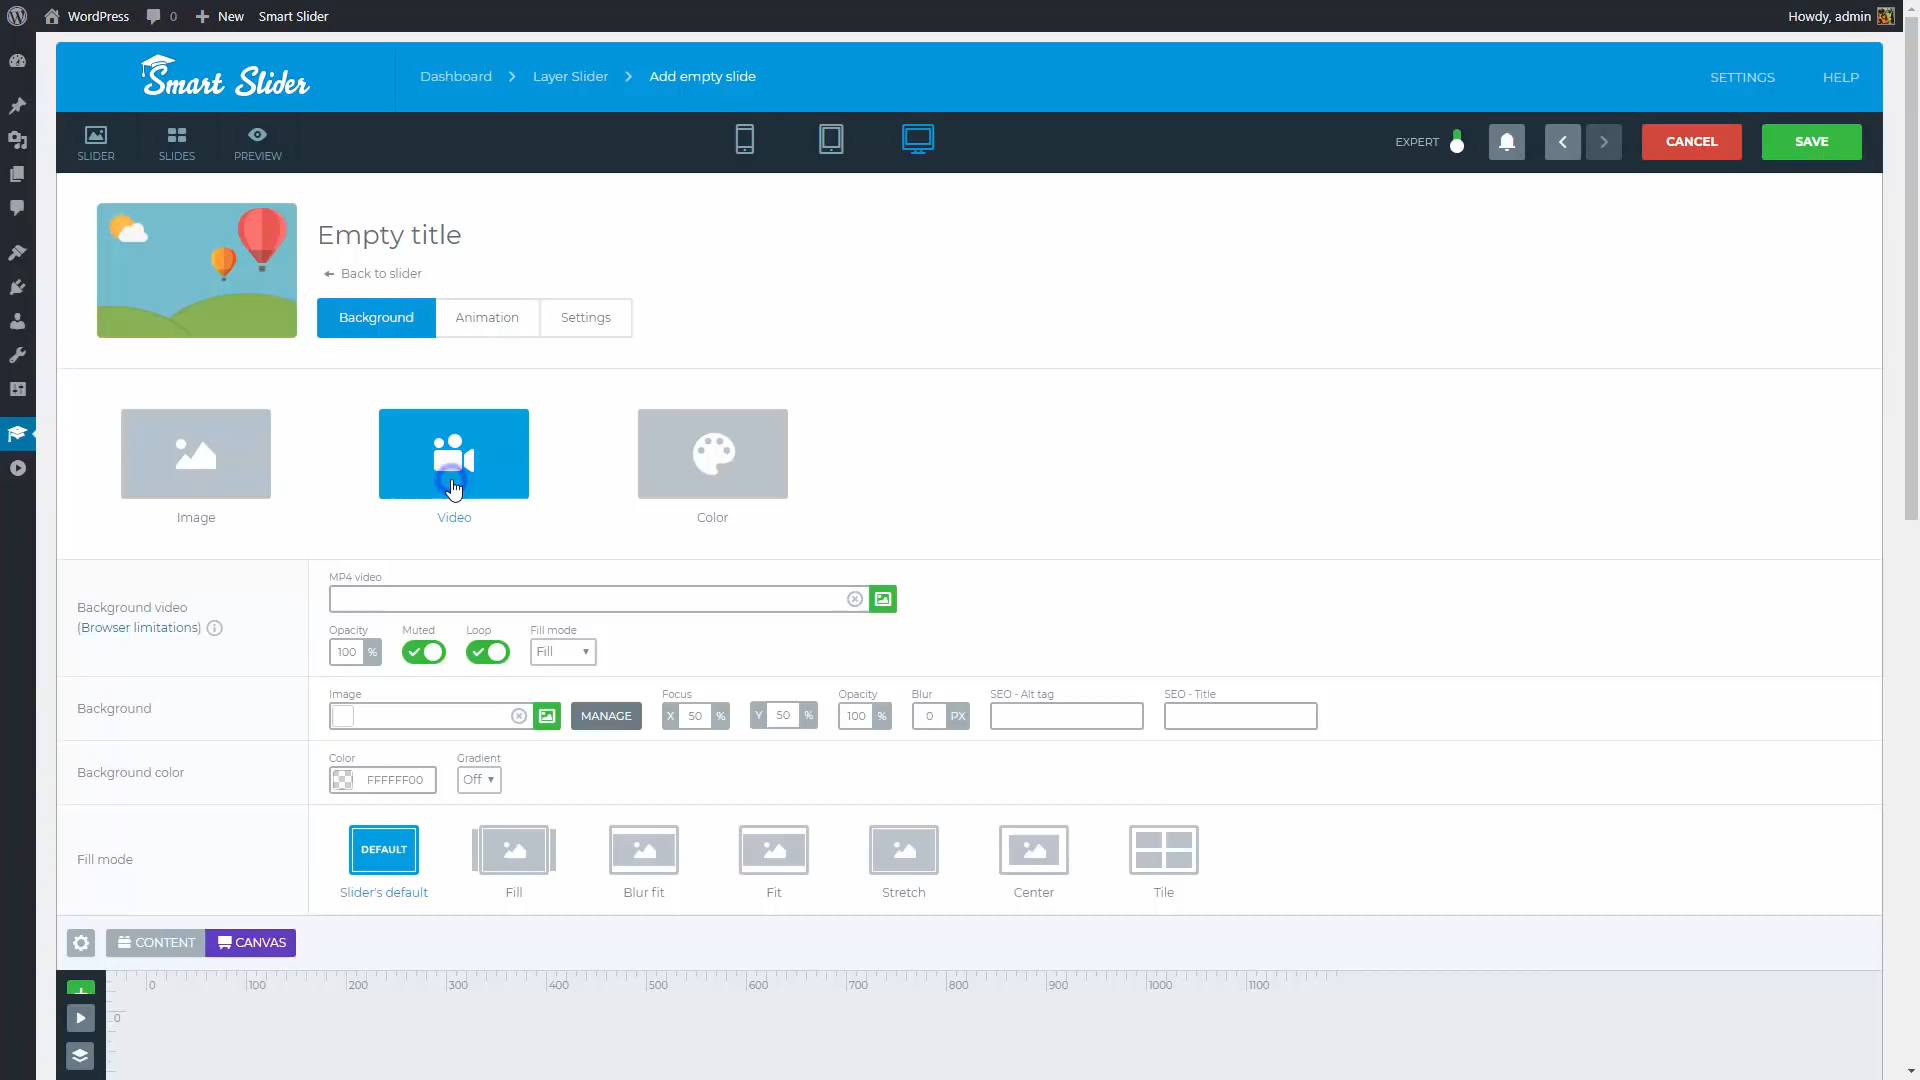 WordPress 0 New Smart Slider Howdy, admin
Smart Slider Dashboard Layer Slider Add empty slide SETTINGS HELP
SLIDER SLIDES PREVIEW EXPERT CANCEL SAVE
Empty title
Back to slider
Background Animation Settings
Image Video Color
MP4 video
Background video
(Browser limitations)
Opacity Muted Loop Fill mode
100 % Fill
Image Focus Opacity Blur SEO - Alt tag SEO - Title
Background
MANAGE X 50 % Y 50 % 100 % 0 PX
Color Gradient
Background color
FFFFFF00 Off
DEFAULT
Fill mode
Slider's default Fill Blur fit Fit Stretch Center Tile
CONTENT CANVAS
0 100 200 300 400 500 600 700 800 900 1000 1100
0